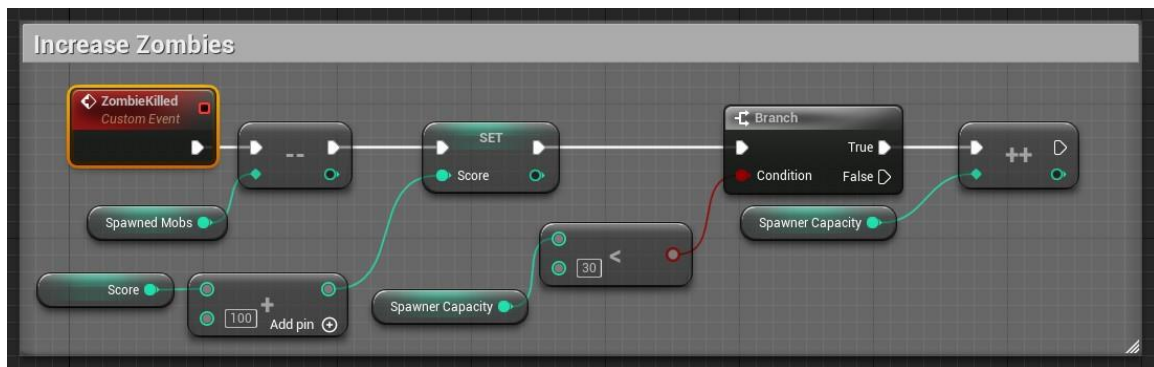 Increase Zombies
ZombieKilled
Custom Event
--
SET
Score
Branch
True
Condition
False
++
Spawned Mobs
Spawner Capacity
30
<
Score
100
+
Add pin
Spawner Capacity